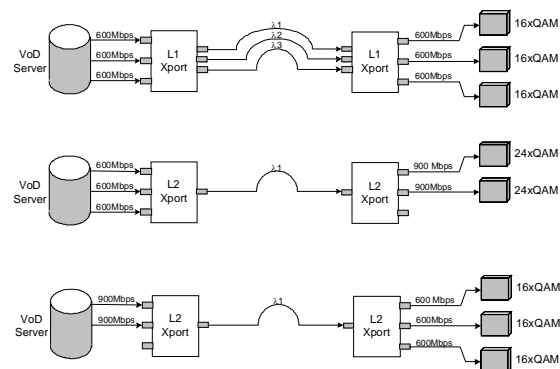 VoD
Server
600Mbps
600Mbps
600Mbps
L1
Xport
λ1
λ2
λ3
L1
Xport
600Mbps
600Mbps
600Mbps
16xQAM
16xQAM
16xQAM
VoD
Server
600Mbps
600Mbps
600Mbps
L2
Xport
λ1
L2
Xport
900 Mbps
900Mbps
24xQAM
24xQAM
VoD
Server
900Mbps
900Mbps
L2
Xport
λ1
L2
Xport
600 Mbps
600Mbps
600Mbps
16xQAM
16xQAM
16xQAM